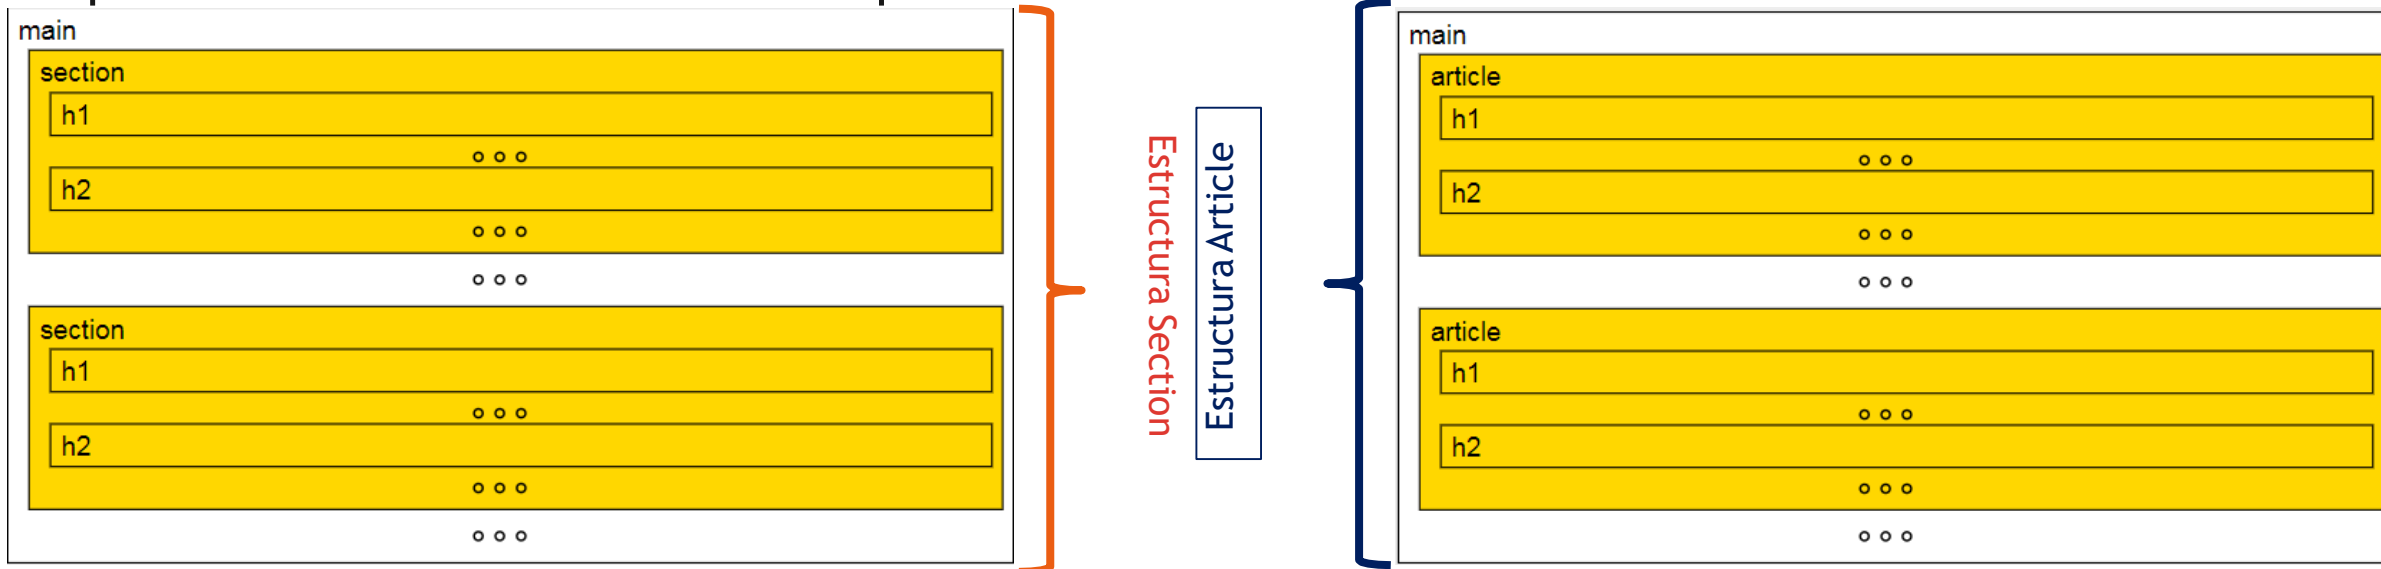 main
section
h1
h2
section
h1
h2
Estructura Section
Estructura Article
main
article
h1
h2
article
h1
h2